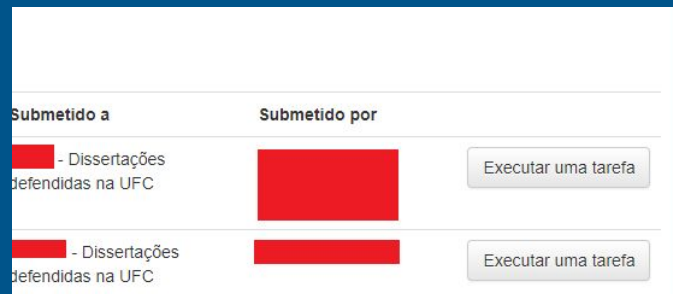 Submetido a Submetido por
- Dissertações
defendidas na UFC
Executar uma tarefa
- Dissertações
defendidas na UFC
Executar uma tarefa